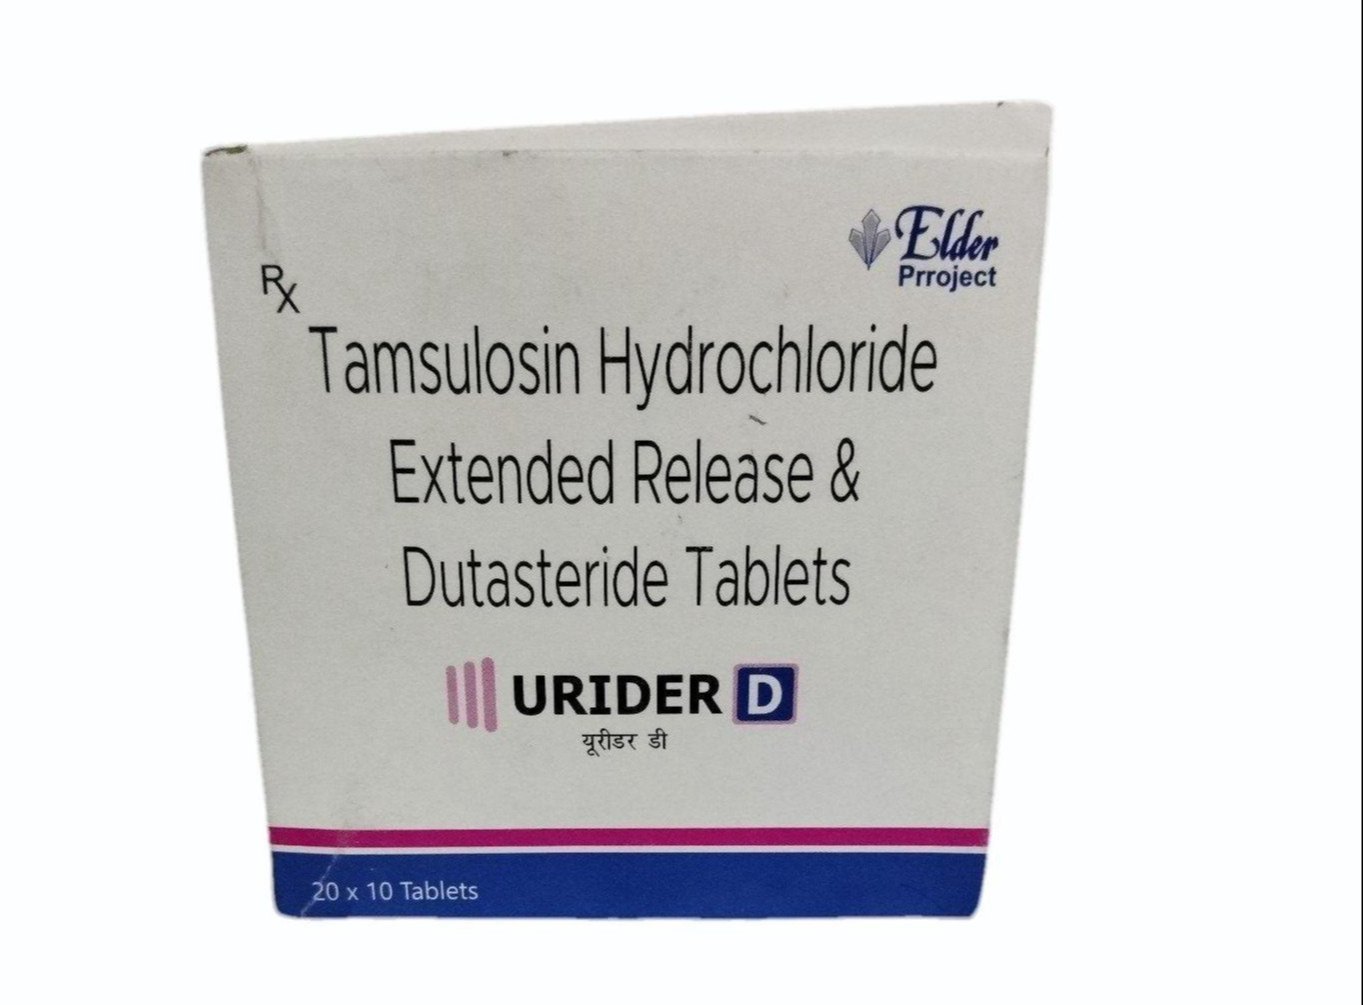 Elder
Prroject
Rx
Tamsulosin Hydrochloride
Extended Release &
Dutasteride Tablets
URIDER D
यूरीडर डी
20 x 10 Tablets